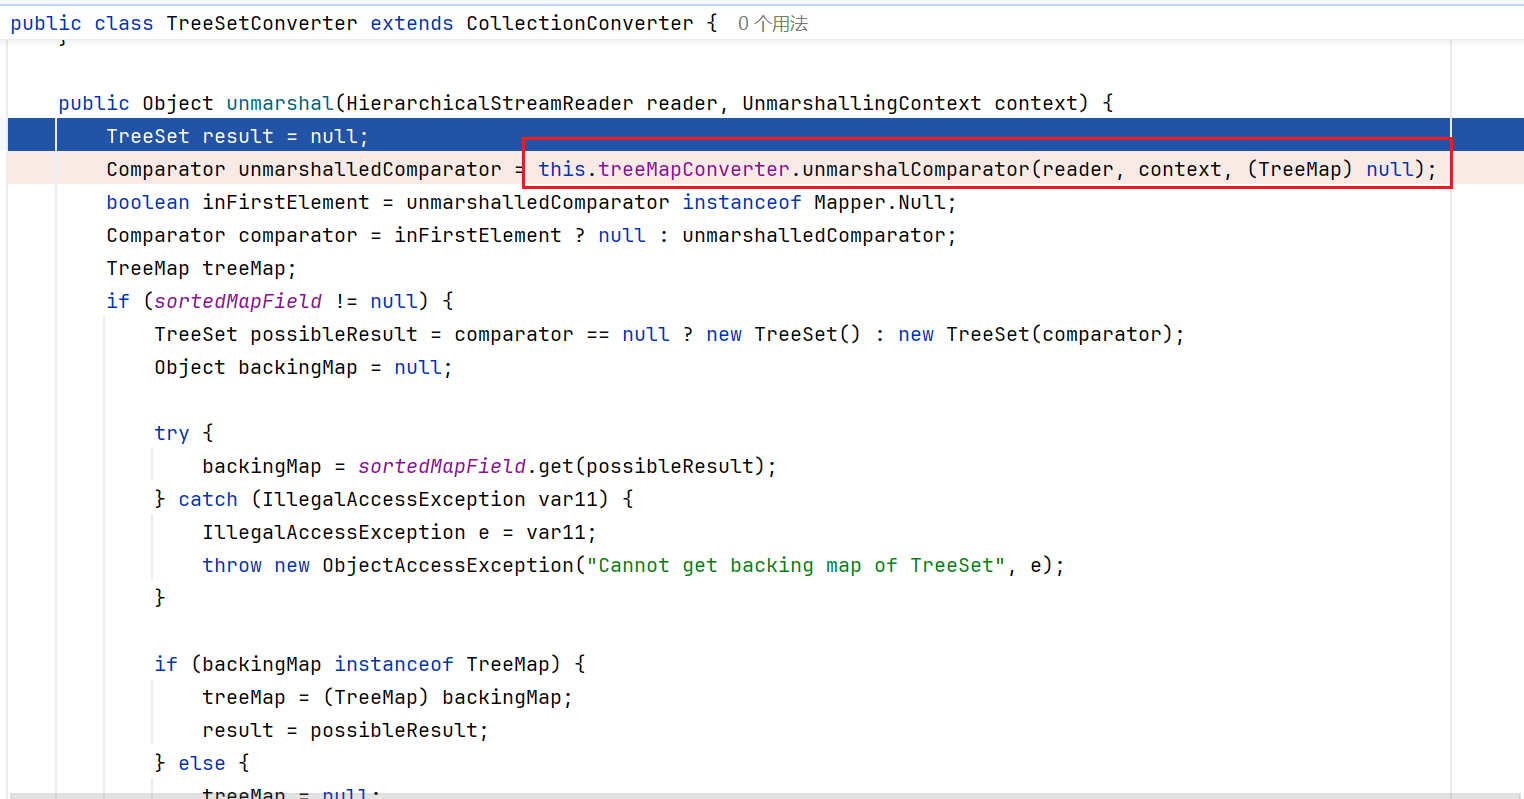 public class TreeSetConverter extends CollectionConverter {  0 个用法
}
public Object unmarshal(HierarchicalStreamReader reader, UnmarshallingContext context) {
TreeSet result = null;
Comparator unmarshalledComparator = this.treeMapConverter.unmarshalComparator(reader, context, (TreeMap) null);
boolean inFirstElement = unmarshalledComparator instanceof Mapper.Null;
Comparator comparator = inFirstElement ? null : unmarshalledComparator;
TreeMap treeMap;
if (sortedMapField != null) {
TreeSet possibleResult = comparator == null ? new TreeSet() : new TreeSet(comparator);
Object backingMap = null;
try {
backingMap = sortedMapField.get(possibleResult);
} catch (IllegalAccessException var11) {
IllegalAccessException e = var11;
throw new ObjectAccessException("Cannot get backing map of TreeSet", e);
}
if (backingMap instanceof TreeMap) {
treeMap = (TreeMap) backingMap;
result = possibleResult;
} else {
treeMap = null;